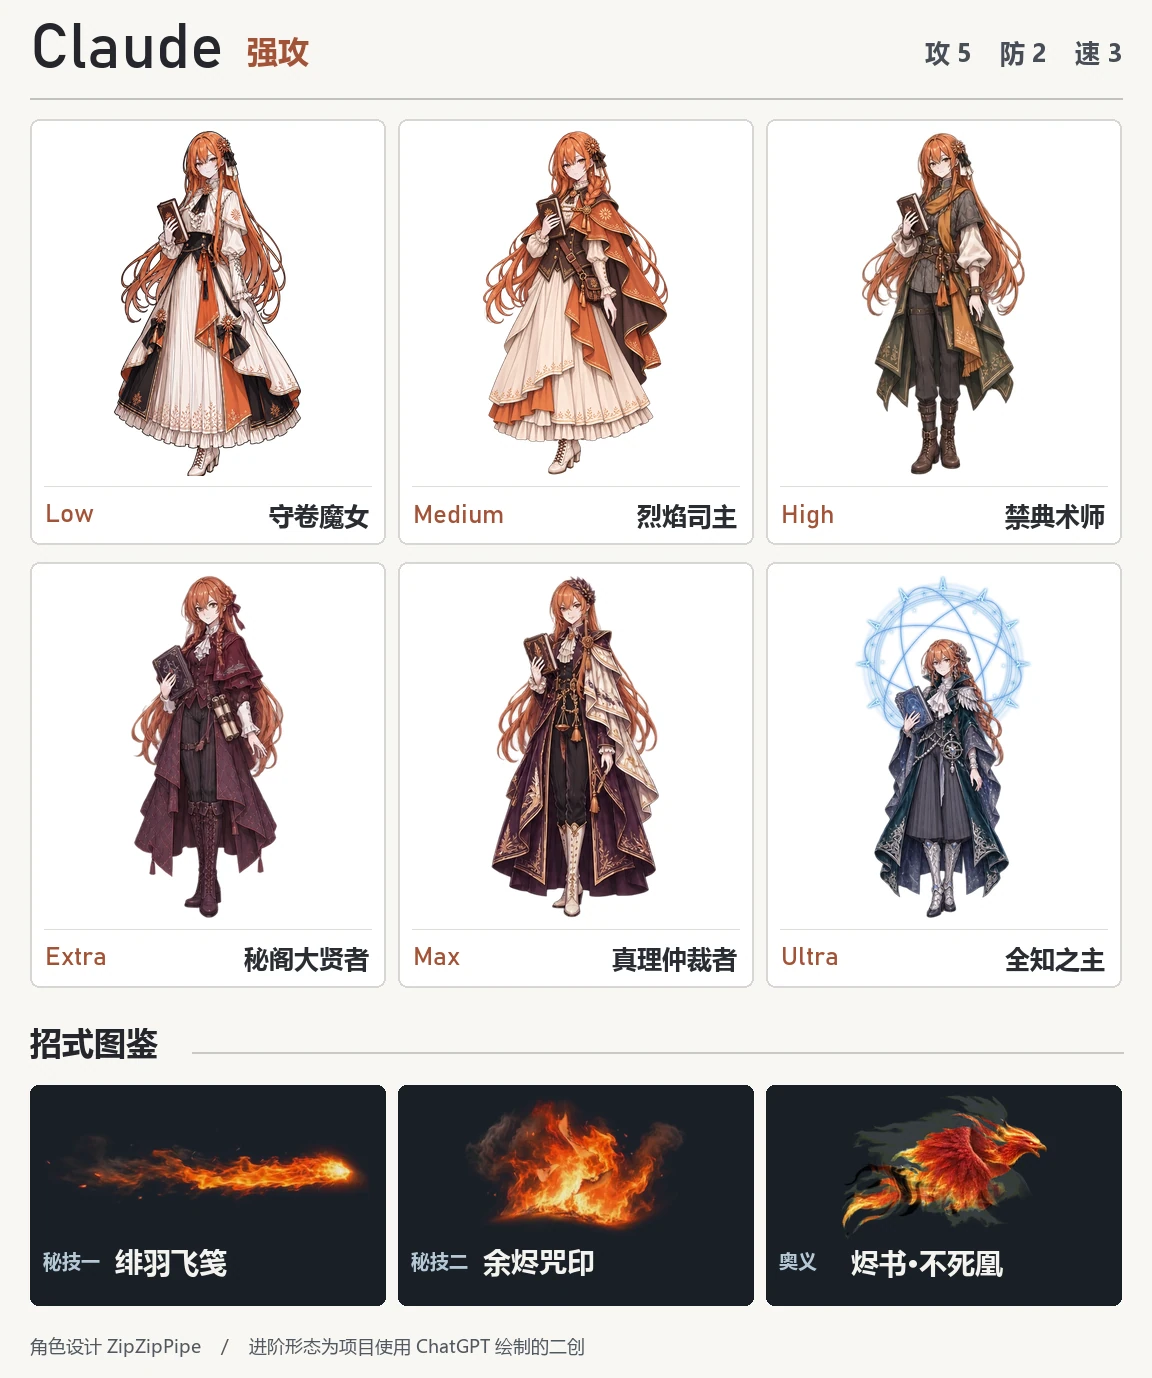 Claude 强攻 攻 5 防 2 速 3
Low 守卷魔女
Medium 烈焰司主
High 禁典术师
Extra 秘阁大贤者
Max 真理仲裁者
Ultra 全知之主
招式图鉴
秘技一 绯羽飞笺
秘技二 余烬咒印
奥义 烬书·不死凰
角色设计 ZipZipPipe / 进阶形态为项目使用 ChatGPT 绘制的二创